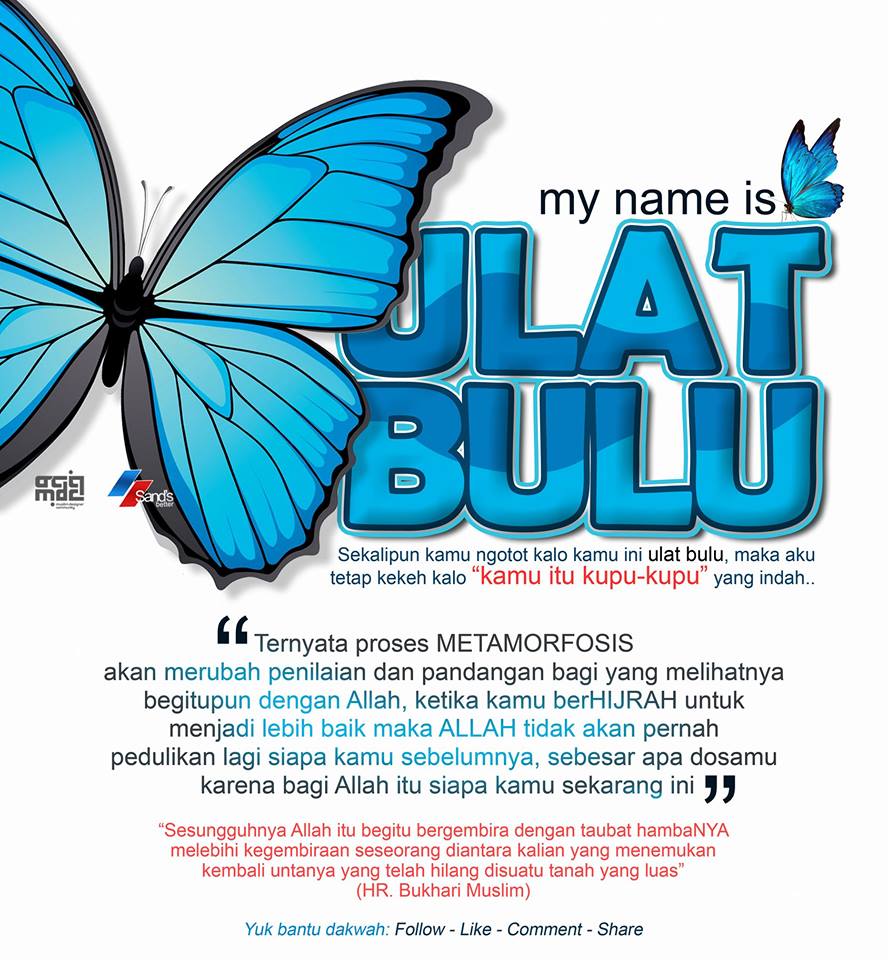 my name is
ULAT
BULU
Sand's
better
muslim designer
community
Sekalipun kamu ngotot kalo kamu ini ulat bulu, maka aku
tetap kekeh kalo “kamu itu kupu-kupu” yang indah..
“ Ternyata proses METAMORFOSIS
akan merubah penilaian dan pandangan bagi yang melihatnya
begitupun dengan Allah, ketika kamu berHIJRAH untuk
menjadi lebih baik maka ALLAH tidak akan pernah
pedulikan lagi siapa kamu sebelumnya, sebesar apa dosamu
karena bagi Allah itu siapa kamu sekarang ini ”
“Sesungguhnya Allah itu begitu bergembira dengan taubat hambaNYA
melebihi kegembiraan seseorang diantara kalian yang menemukan
kembali untanya yang telah hilang disuatu tanah yang luas”
(HR. Bukhari Muslim)
Yuk bantu dakwah: Follow - Like - Comment - Share